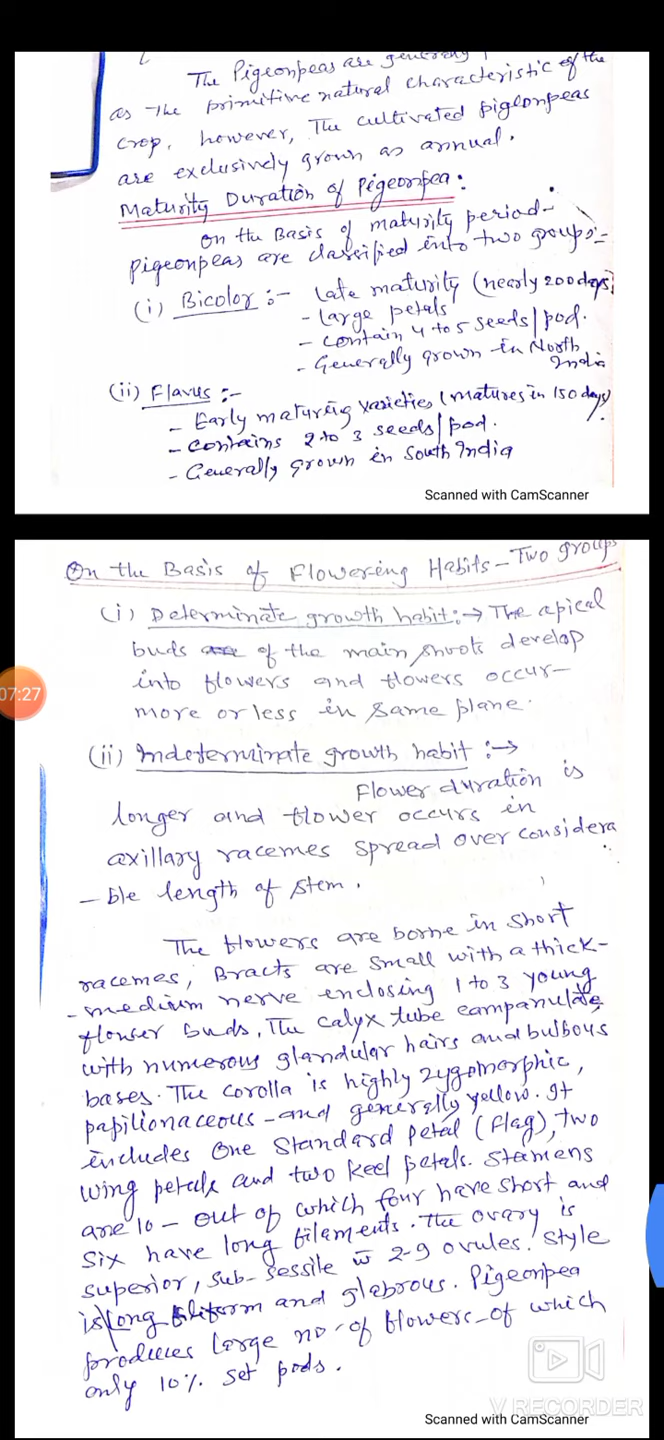 The Pigeonpeas are generally
as The primitive natural characteristic of the
crop, however, The cultivated pigeonpeas
are exclusively grown as annual.
Maturity Duration of Pigeonpea:
On the Basis of maturity period-
Pigeonpeas are classified into two groups:-
(i) Bicolor :- Late maturity (nearly 200 days)
- Large petals
- Contain 4 to 5 seeds/pod.
- Generally grown in North
India
(ii) Flavus :-
- Early maturing varieties (matures in 150 days).
- Contains 2 to 3 seeds/pod.
- Generally grown in South India
Scanned with CamScanner
On the Basis of Flowering Habits - Two groups
(i) Determinate growth habit :→ The apical
buds of the main shoots develop
07:27
into flowers and flowers occur
more or less in same plane.
(ii) Indeterminate growth habit :→
Flower duration is
longer and flower occurs in
axillary racemes spread over considera
-ble length of stem.
The flowers are borne in short
racemes, Bracts are small with a thick-
-medium nerve enclosing 1 to 3 young
flower buds. The calyx tube campanulate
with numerous glandular hairs and bulbous
bases. The corolla is highly zygomorphic,
papilionaceous - and generally yellow. It
includes One Standard Petal (flag), two
wing petals and two keel petals. Stamens
are 10 - out of which four have short and
six have long filaments. The ovary is
superior, sub-sessile w 2-9 ovules. Style
is long filiform and glabrous. Pigeonpea
produces large no. of flowers - of which
only 10% set pods.
VRECORDER
Scanned with CamScanner